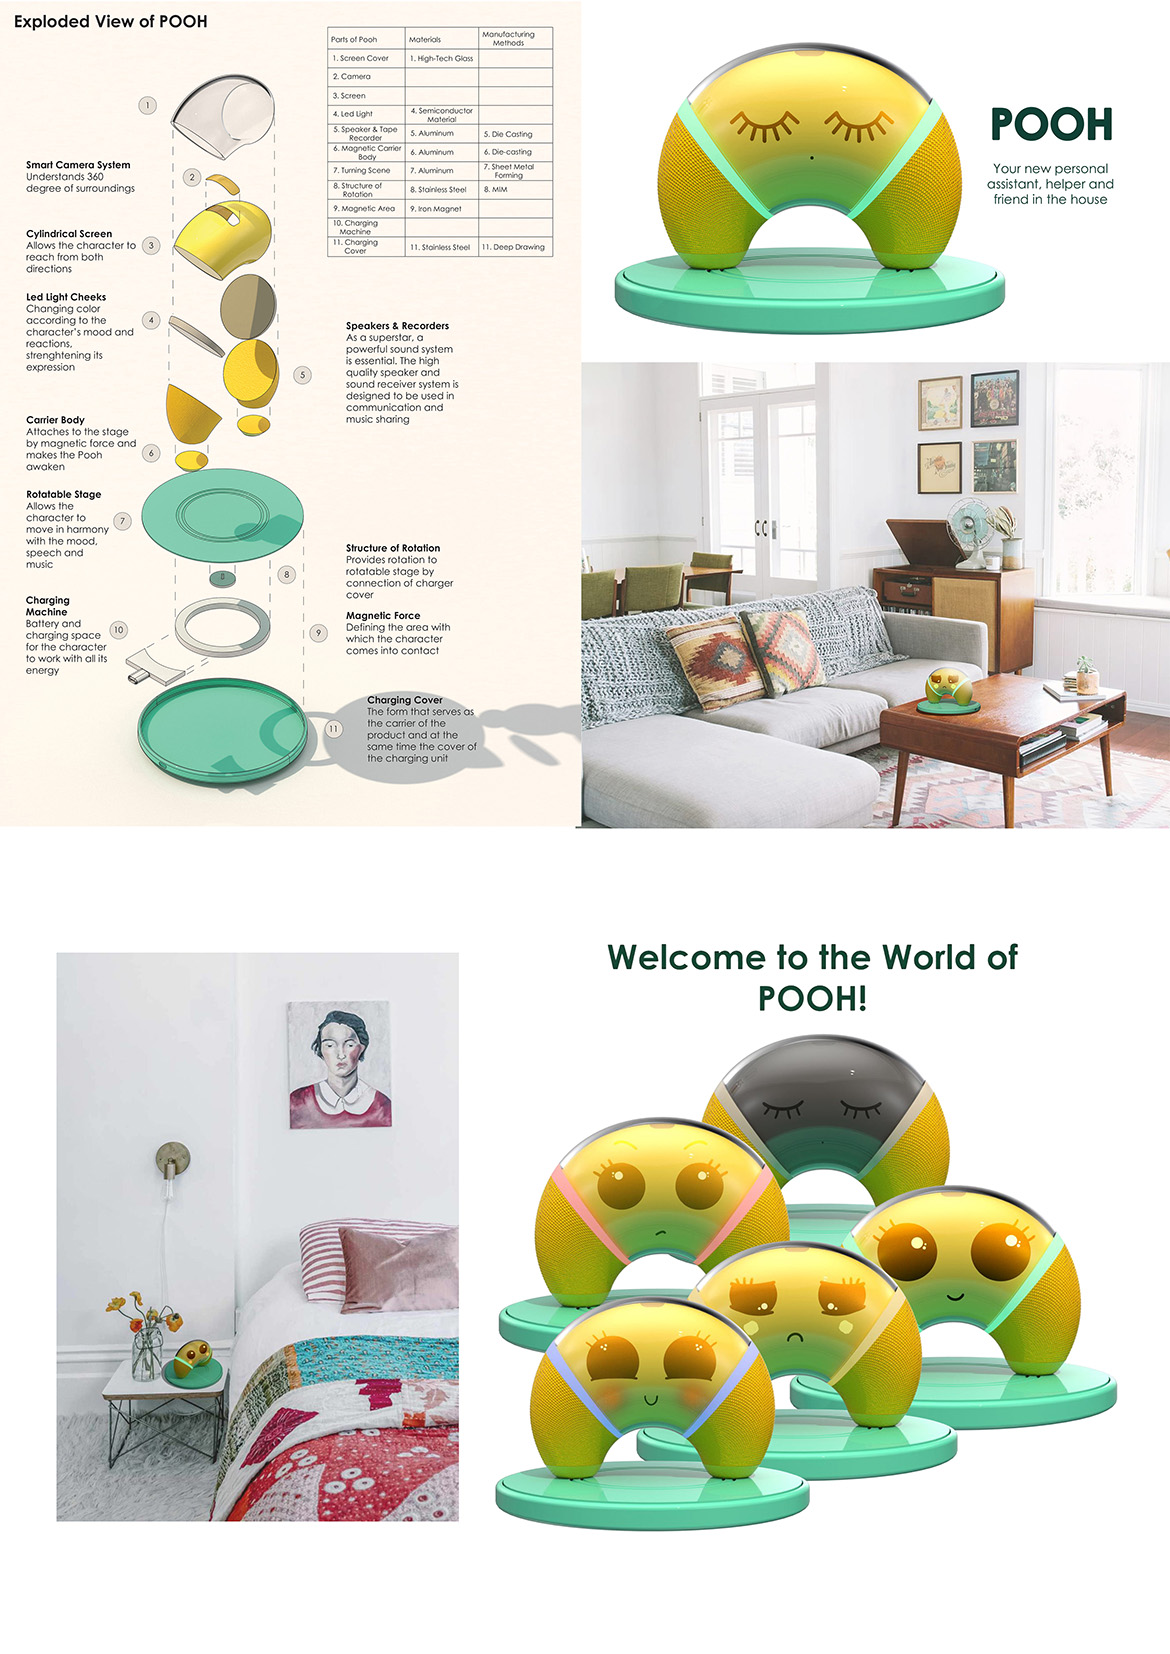 Exploded View of POOH
Parts of Pooh Materials Manufacturing Methods
1. Screen Cover 1. High-Tech Glass
2. Camera
3. Screen
4. Led Light 4. Semiconductor Material
5. Speaker & Tape Recorder 5. Aluminum 5. Die Casting
6. Magnetic Carrier Body 6. Aluminum 6. Die-casting
7. Turning Scene 7. Aluminum 7. Sheet Metal Forming
8. Structure of Rotation 8. Stainless Steel 8. MIM
9. Magnetic Area 9. Iron Magnet
10. Charging Machine
11. Charging Cover 11. Stainless Steel 11. Deep Drawing
1
Smart Camera System
Understands 360
degree of surroundings
2
Cylindrical Screen
Allows the character to
reach from both
directions
3
Led Light Cheeks
Changing color
according to the
character's mood and
reactions,
strenghtening its
expression
4
Speakers & Recorders
As a superstar, a
powerful sound system
is essential. The high
quality speaker and
sound receiver system is
designed to be used in
communication and
music sharing
5
Carrier Body
Attaches to the stage
by magnetic force and
makes the Pooh
awaken
6
Rotatable Stage
Allows the
character to
move in harmony
with the mood,
speech and
music
7
Structure of Rotation
Provides rotation to
rotatable stage by
connection of charger
cover
8
Charging
Machine
Battery and
charging space
for the character
to work with all its
energy
10
Magnetic Force
Defining the area with
which the character
comes into contact
9
Charging Cover
The form that serves as
the carrier of the
product and at the
same time the cover of
the charging unit
11
POOH
Your new personal
assistant, helper and
friend in the house
Welcome to the World of
POOH!